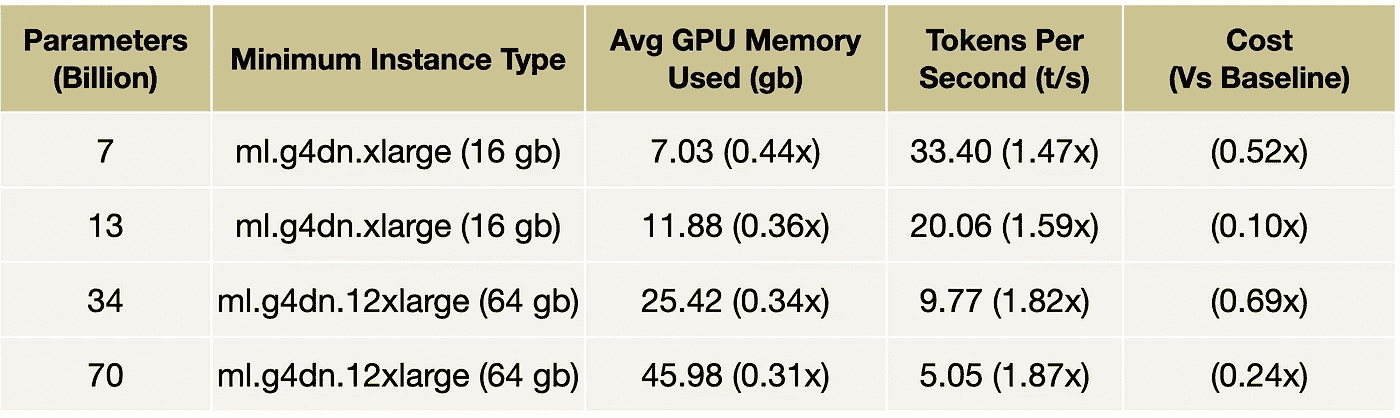 Parameters (Billion) Minimum Instance Type Avg GPU Memory Used (gb) Tokens Per Second (t/s) Cost (Vs Baseline)
7 ml.g4dn.xlarge (16 gb) 7.03 (0.44x) 33.40 (1.47x) (0.52x)
13 ml.g4dn.xlarge (16 gb) 11.88 (0.36x) 20.06 (1.59x) (0.10x)
34 ml.g4dn.12xlarge (64 gb) 25.42 (0.34x) 9.77 (1.82x) (0.69x)
70 ml.g4dn.12xlarge (64 gb) 45.98 (0.31x) 5.05 (1.87x) (0.24x)